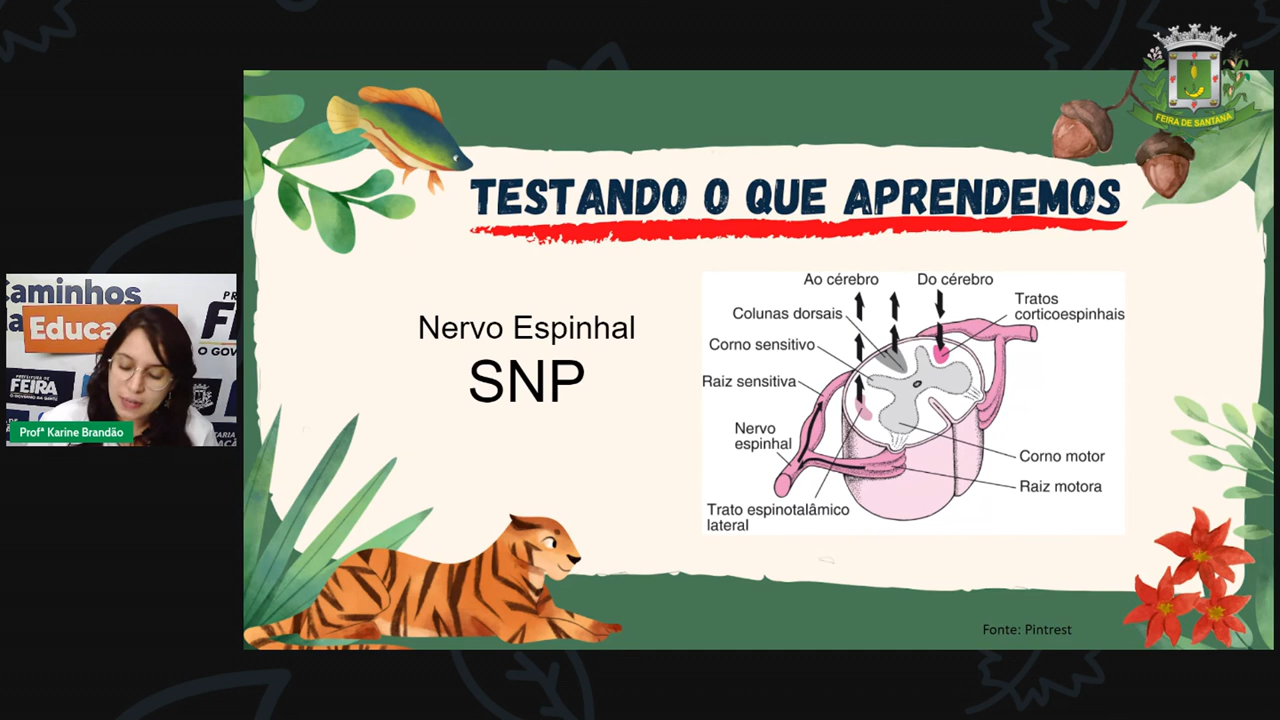 FEIRA DE SANTANA
TESTANDO O QUE APRENDEMOS
Nervo Espinhal
SNP
Ao cérebro
Do cérebro
Tratos
corticoespinhais
Colunas dorsais
Corno sensitivo
Raiz sensitiva
Nervo
espinhal
Corno motor
Raiz motora
Trato espinotalâmico
lateral
Fonte: Pintrest
aminhos
Educa
O GOV
FEIRA
Profª Karine Brandão